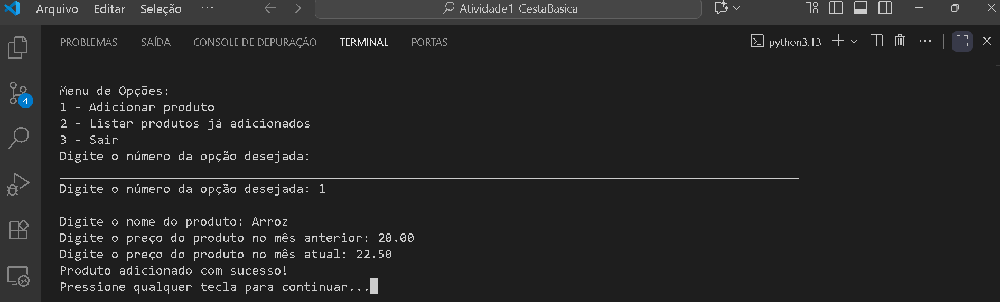 Arquivo Editar Seleção ··· Atividade1_CestaBasica
PROBLEMAS SAÍDA CONSOLE DE DEPURAÇÃO TERMINAL PORTAS python3.13 ···
Menu de Opções:
1 - Adicionar produto
4
2 - Listar produtos já adicionados
3 - Sair
Digite o número da opção desejada:
Digite o número da opção desejada: 1
Digite o nome do produto: Arroz
Digite o preço do produto no mês anterior: 20.00
Digite o preço do produto no mês atual: 22.50
Produto adicionado com sucesso!
Pressione qualquer tecla para continuar...